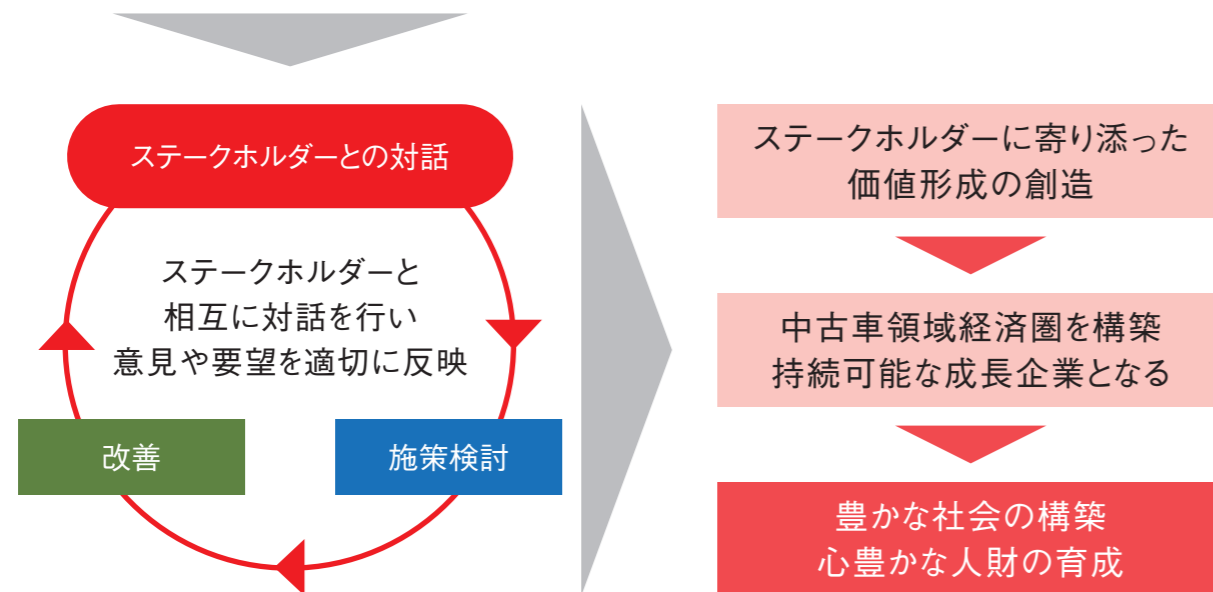 ステークホルダーとの対話
ステークホルダーと
相互に対話を行い
意見や要望を適切に反映
改善
施策検討
ステークホルダーに寄り添った
価値形成の創造
中古車領域経済圏を構築
持続可能な成長企業となる
豊かな社会の構築
心豊かな人財の育成